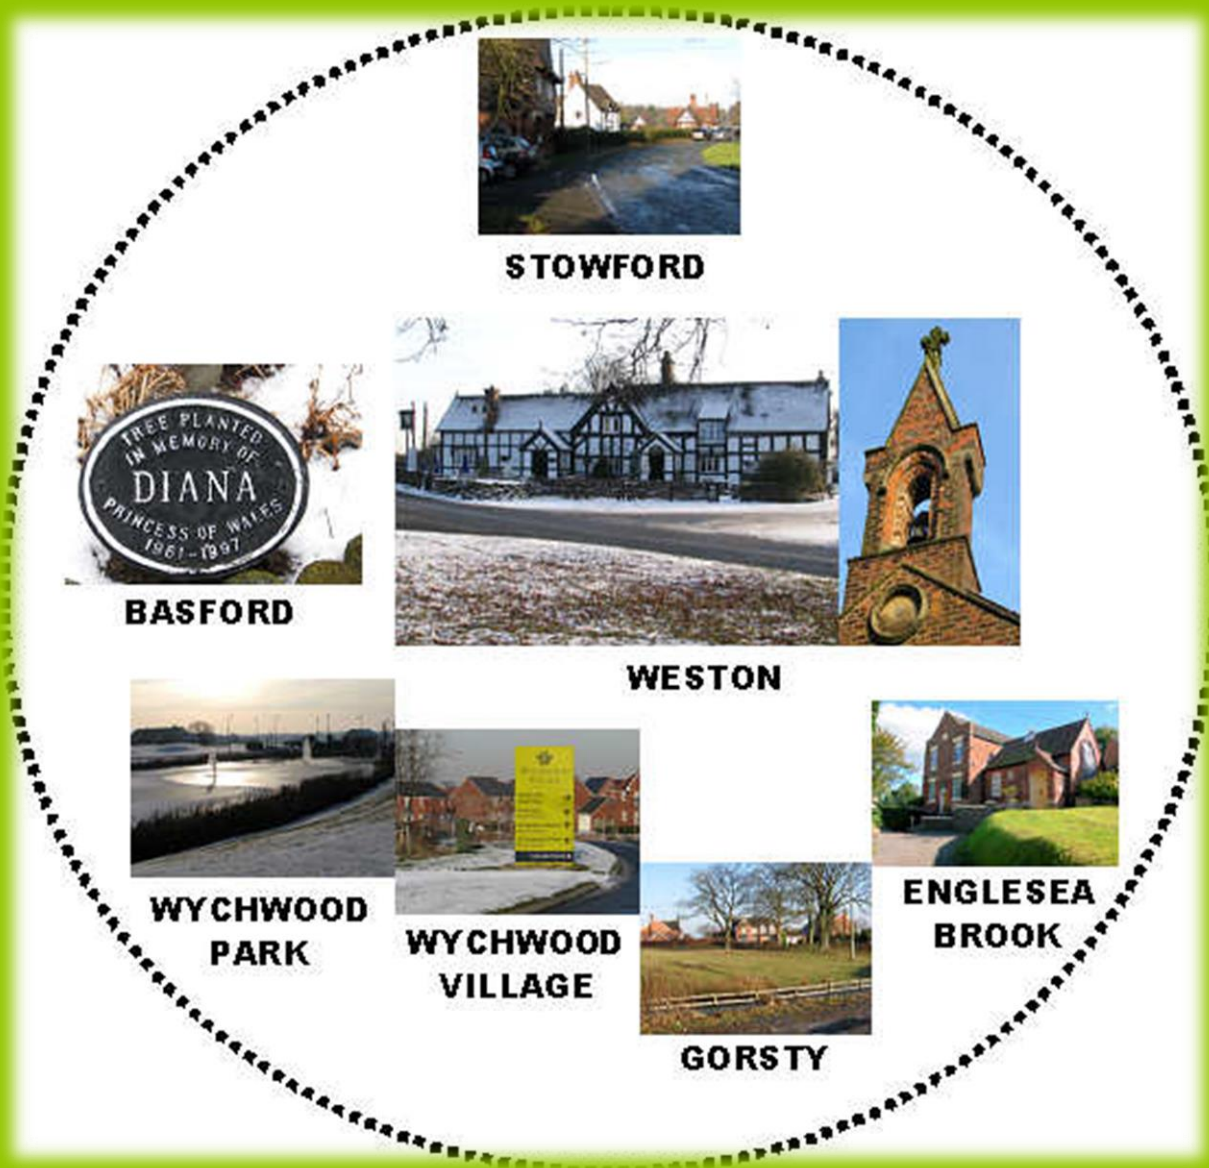 STOWFORD
TREE PLANTED
IN MEMORY OF
DIANA
PRINCESS OF WALES
1961-1997
BASFORD
WESTON
WYCHWOOD
PARK
WYCHWOOD
VILLAGE
ENGLESEA
BROOK
GORSTY